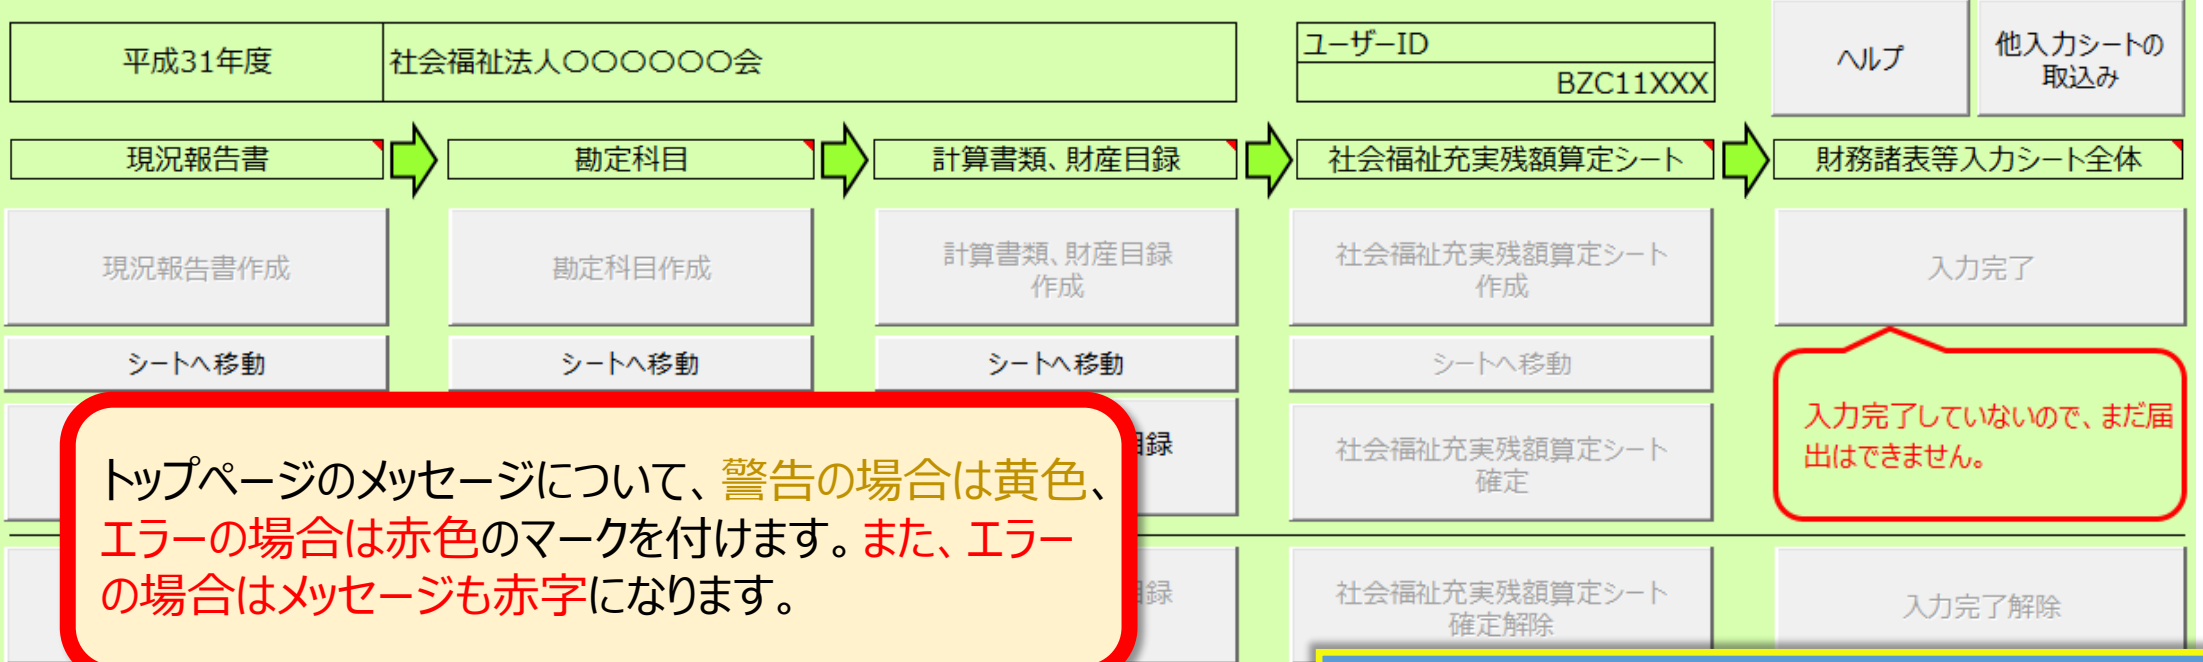 平成31年度
社会福祉法人〇〇〇〇〇〇会
ユーザーID
BZC11XXX
ヘルプ
他入力シートの
取込み
現況報告書
勘定科目
計算書類、財産目録
社会福祉充実残額算定シート
財務諸表等入力シート全体
現況報告書作成
勘定科目作成
計算書類、財産目録
作成
社会福祉充実残額算定シート
作成
入力完了
シートへ移動
シートへ移動
シートへ移動
シートへ移動
目録
社会福祉充実残額算定シート
確定
入力完了していないので、まだ届
出はできません。
トップページのメッセージについて、警告の場合は黄色、
エラーの場合は赤色のマークを付けます。また、エラー
の場合はメッセージも赤字になります。
録
社会福祉充実残額算定シート
確定解除
入力完了解除